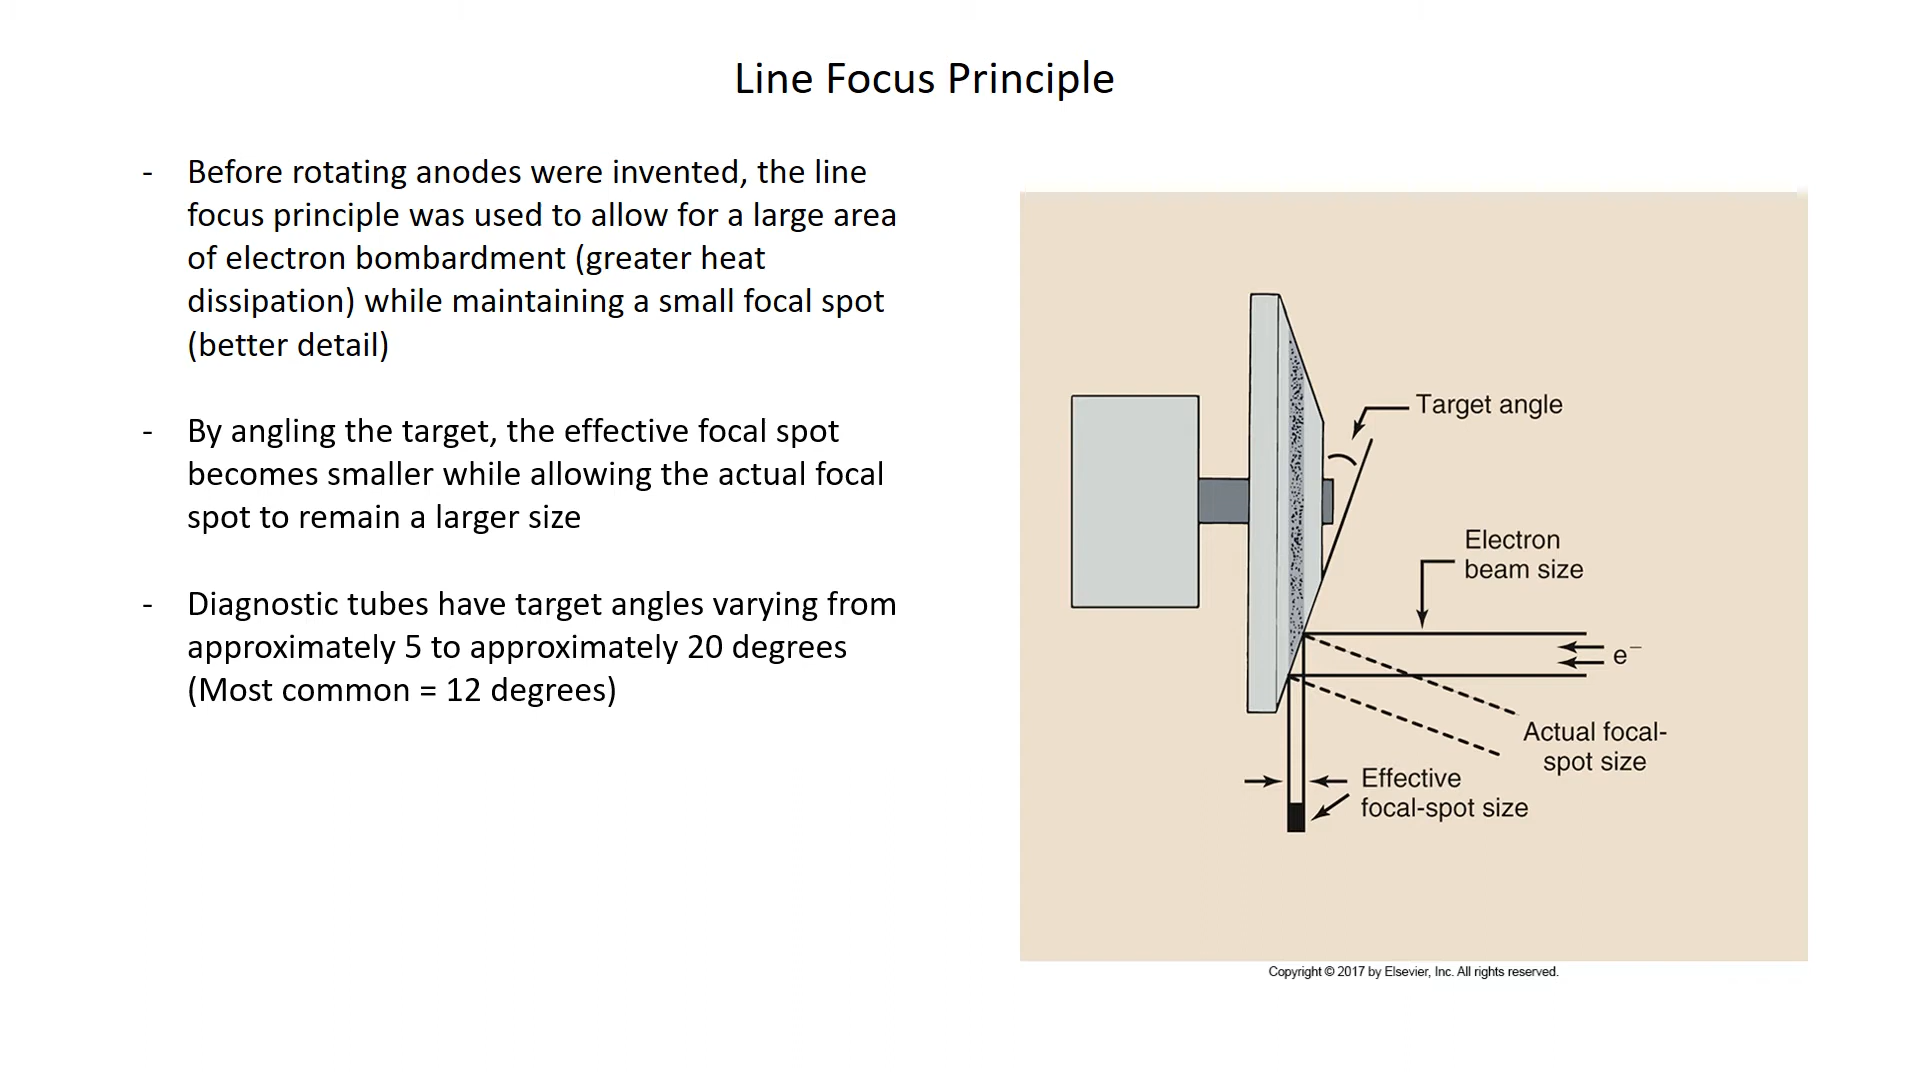 Line Focus Principle
- Before rotating anodes were invented, the line
focus principle was used to allow for a large area
of electron bombardment (greater heat
dissipation) while maintaining a small focal spot
(better detail)
- By angling the target, the effective focal spot
becomes smaller while allowing the actual focal
spot to remain a larger size
- Diagnostic tubes have target angles varying from
approximately 5 to approximately 20 degrees
(Most common = 12 degrees)
Target angle
Electron
beam size
e⁻
Actual focal-
spot size
Effective
focal-spot size
Copyright © 2017 by Elsevier, Inc. All rights reserved.